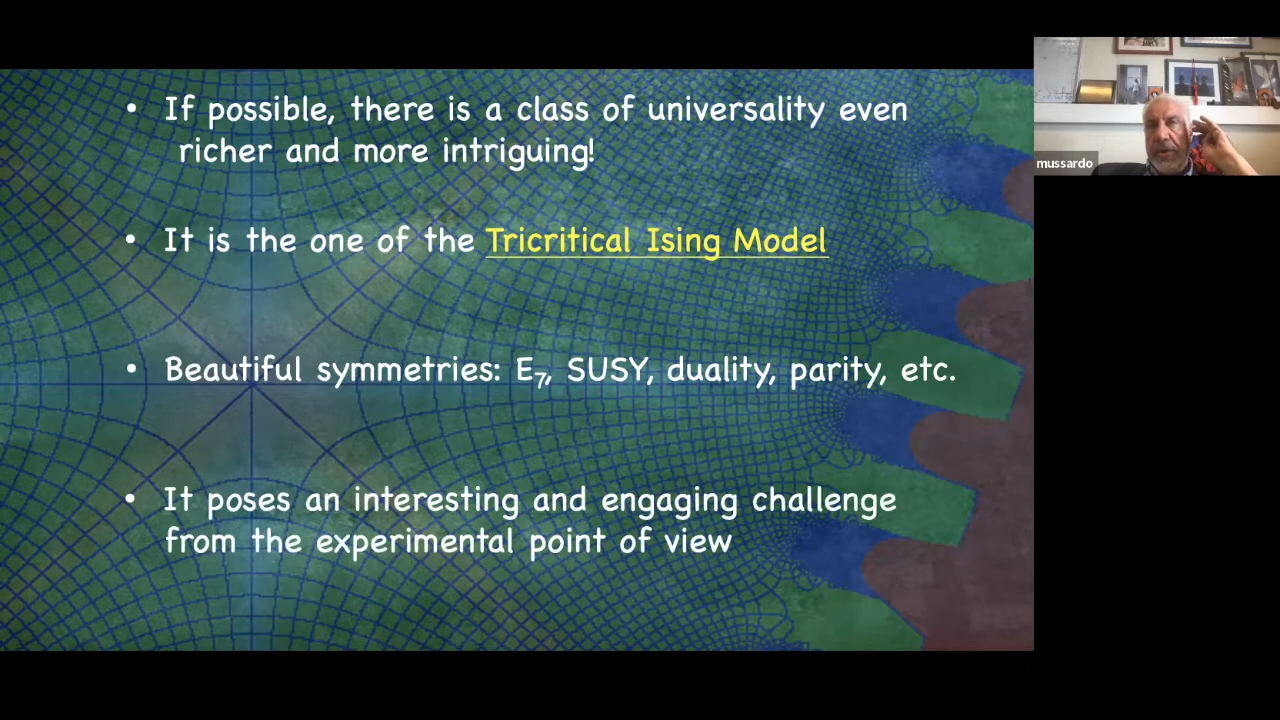 • If possible, there is a class of universality even
richer and more intriguing!
• It is the one of the Tricritical Ising Model
• Beautiful symmetries: E₇, SUSY, duality, parity, etc.
• It poses an interesting and engaging challenge
from the experimental point of view
mussardo